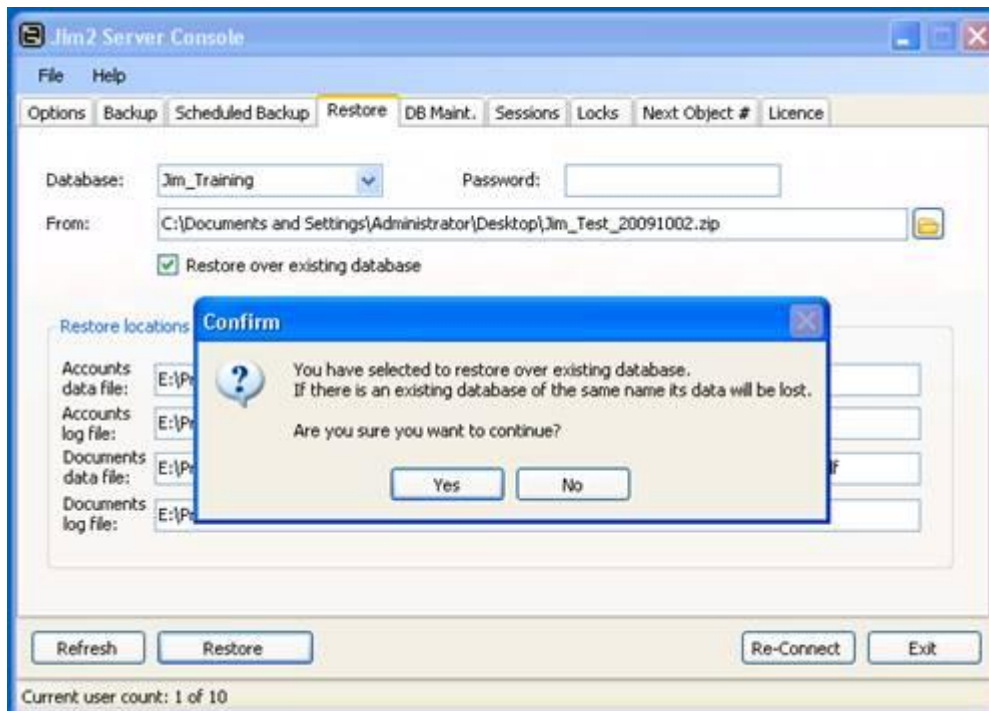 Jim2 Server Console
File Help
Options Backup Scheduled Backup Restore DB Maint. Sessions Locks Next Object # Licence
Database: Jim_Training Password:
From: C:\Documents and Settings\Administrator\Desktop\Jim_Test_20091002.zip
Restore over existing database
Restore locations
Confirm
You have selected to restore over existing database.
If there is an existing database of the same name its data will be lost.
Are you sure you want to continue?
Yes No
Accounts
data file: E:\Pr
Accounts
log file: E:\Pr
Documents
data file: E:\Pr
Documents
log file: E:\Pr
Refresh Restore Re-Connect Exit
Current user count: 1 of 10